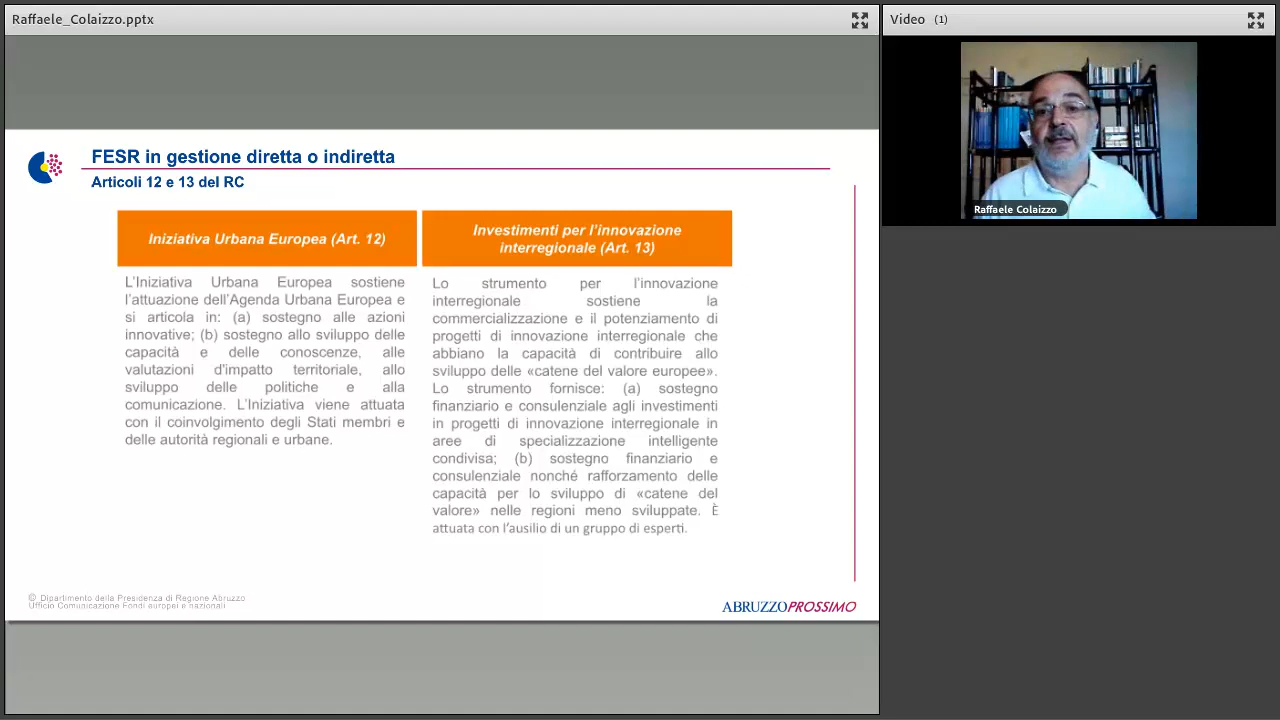 Raffaele_Colaizzo.pptx
Video (1)
Raffaele Colaizzo
FESR in gestione diretta o indiretta
Articoli 12 e 13 del RC
Iniziativa Urbana Europea (Art. 12)
L'Iniziativa Urbana Europea sostiene
l'attuazione dell'Agenda Urbana Europea e
si articola in: (a) sostegno alle azioni
innovative; (b) sostegno allo sviluppo delle
capacità e delle conoscenze, alle
valutazioni d'impatto territoriale, allo
sviluppo delle politiche e alla
comunicazione. L'Iniziativa viene attuata
con il coinvolgimento degli Stati membri e
delle autorità regionali e urbane.
Investimenti per l'innovazione
interregionale (Art. 13)
Lo strumento per l'innovazione
interregionale sostiene la
commercializzazione e il potenziamento di
progetti di innovazione interregionale che
abbiano la capacità di contribuire allo
sviluppo delle «catene del valore europee».
Lo strumento fornisce: (a) sostegno
finanziario e consulenziale agli investimenti
in progetti di innovazione interregionale in
aree di specializzazione intelligente
condivisa; (b) sostegno finanziario e
consulenziale nonché rafforzamento delle
capacità per lo sviluppo di «catene del
valore» nelle regioni meno sviluppate. È
attuata con l'ausilio di un gruppo di esperti.
© Dipartimento della Presidenza di Regione Abruzzo
Ufficio Comunicazione Fondi europei e nazionali
ABRUZZOPROSSIMO